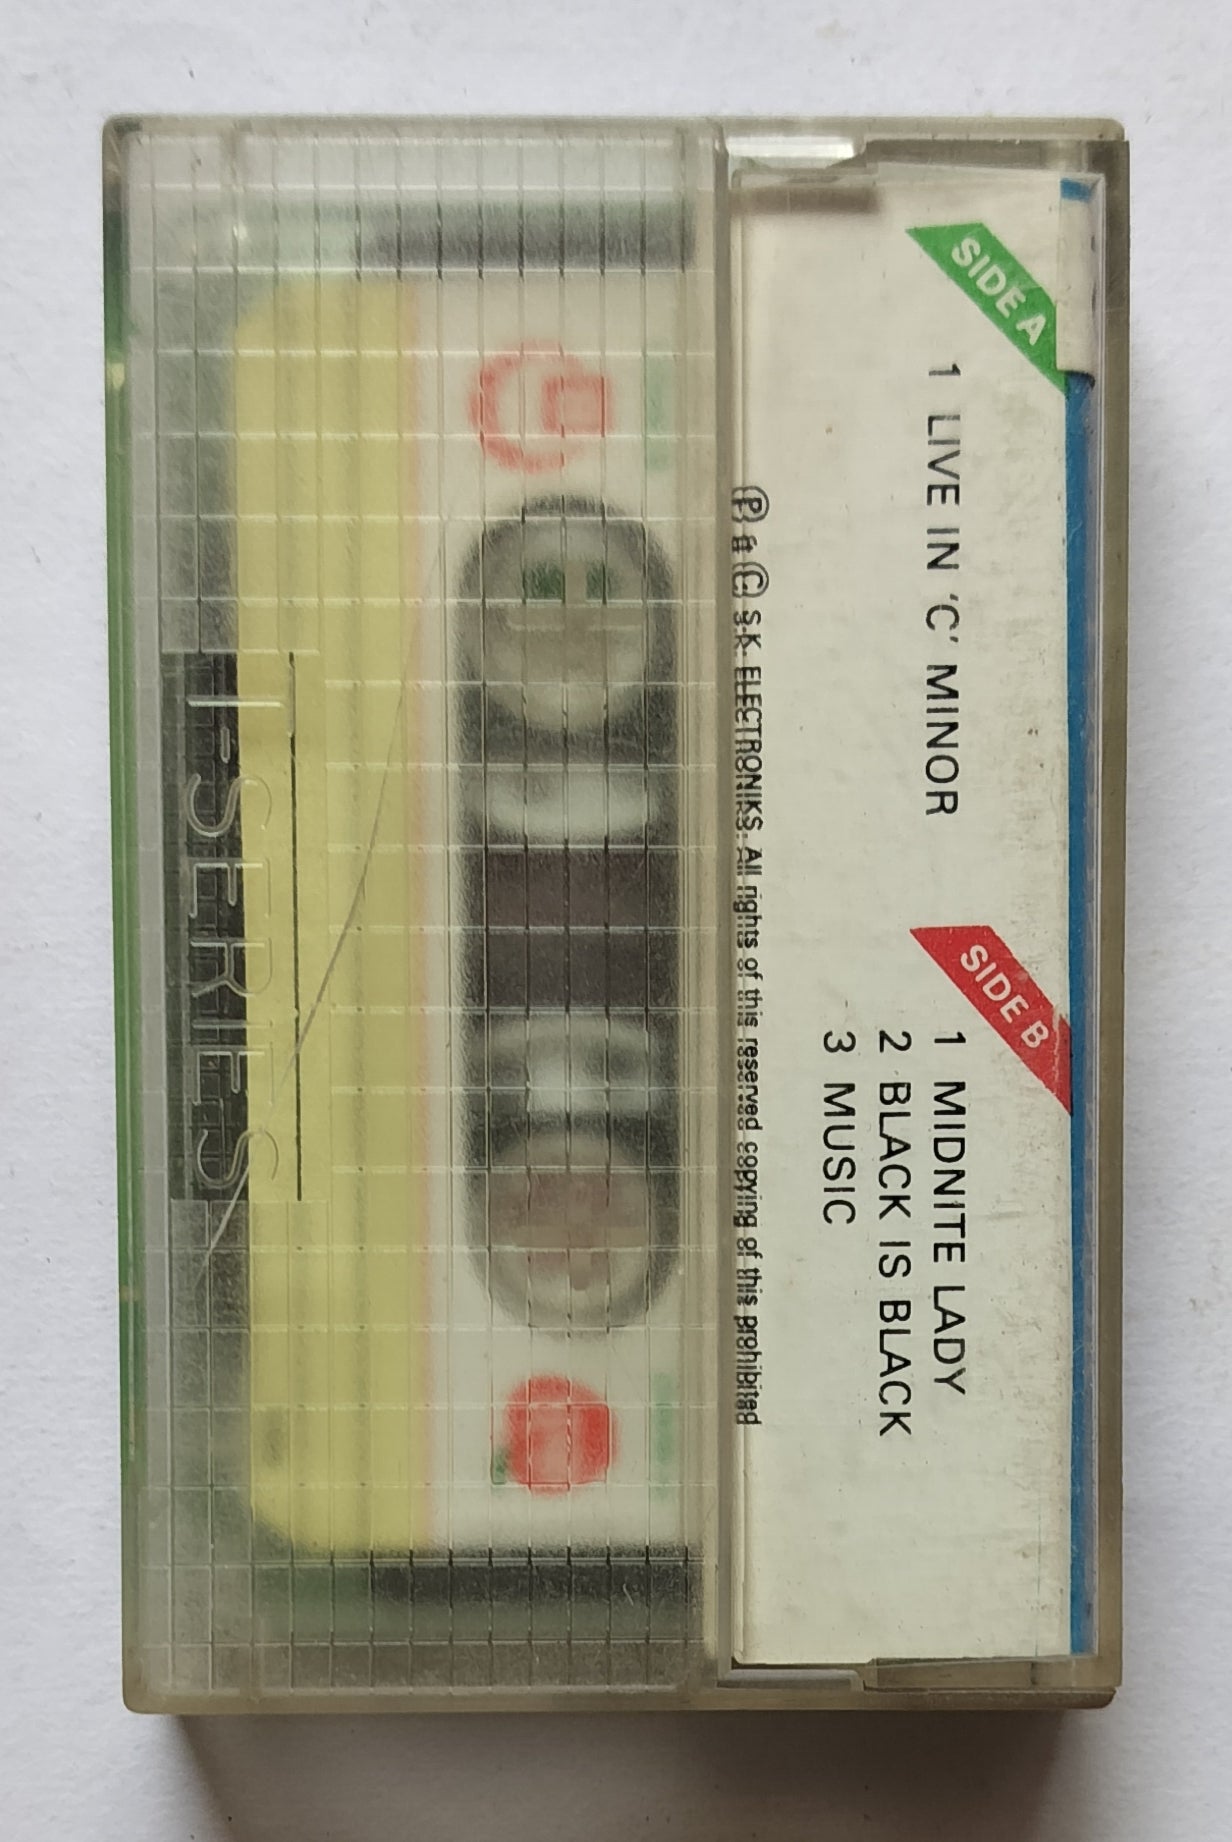 SIDE A
1 LIVE IN 'C' MINOR
SIDE B
1 MIDNITE LADY
2 BLACK IS BLACK
3 MUSIC
Ⓟ & Ⓒ S.K. ELECTRONIKS. All rights of this reserved copying of this prohibited
T-SERIES